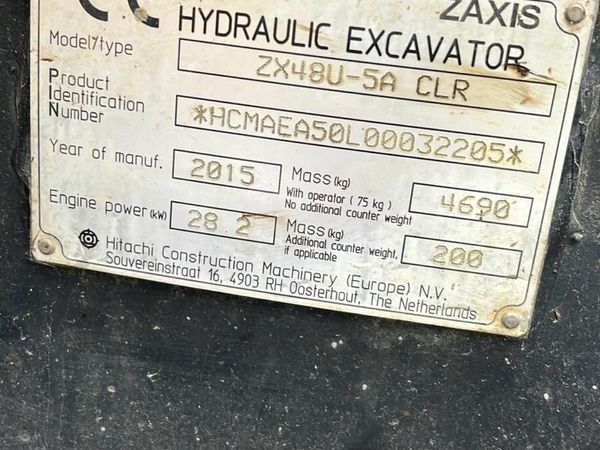 CE
ZAXIS
HYDRAULIC EXCAVATOR
Model/type ZX48U-5A CLR
Product Identification Number *HCMAEA50L00032205*
Year of manuf. 2015
Mass(kg) With operator (75 kg) No additional counter weight 4690
Engine power(kW) 28.2
Mass(kg) Additional counter weight, if applicable 200
Hitachi Construction Machinery (Europe) N.V.
Souvereinstraat 16, 4903 RH Oosterhout, The Netherlands